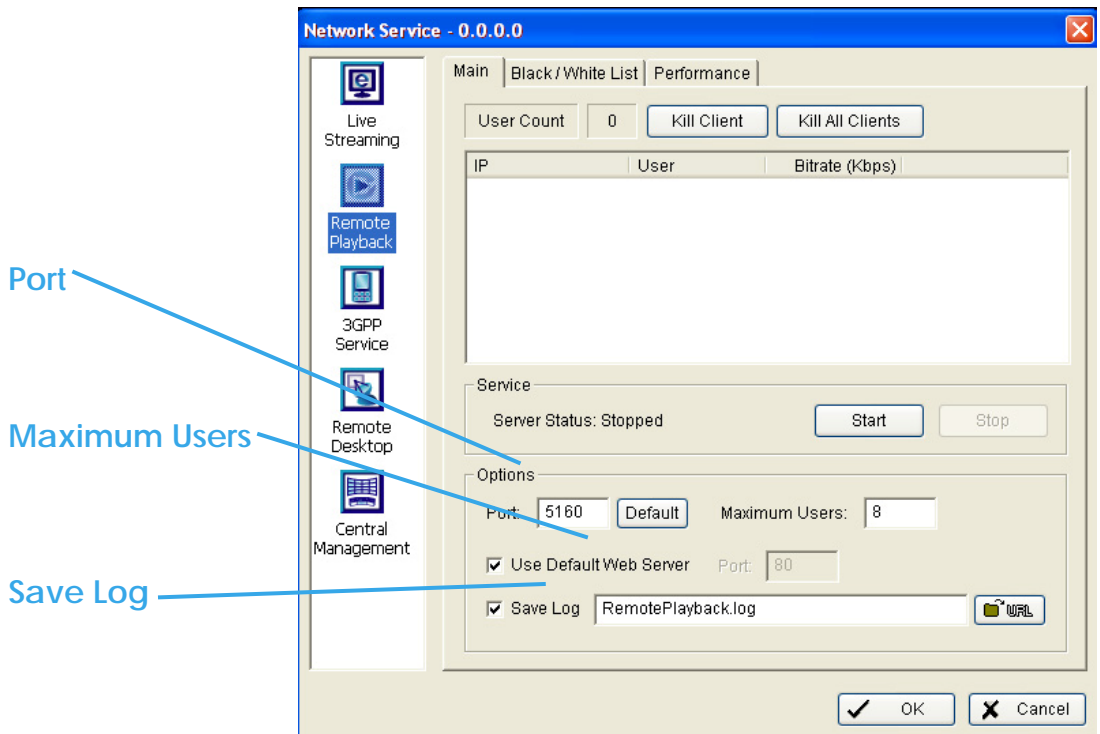 Network Service - 0.0.0.0
Live
Streaming
Remote
Playback
3GPP
Service
Remote
Desktop
Central
Management
Port
Maximum Users
Save Log
Main
Black / White List
Performance
User Count 0 Kill Client Kill All Clients
IP User Bitrate (Kbps)
Service
Server Status: Stopped Start Stop
Options
Port: 5160 Default Maximum Users: 8
Use Default Web Server Port: 80
Save Log RemotePlayback.log URL
OK Cancel